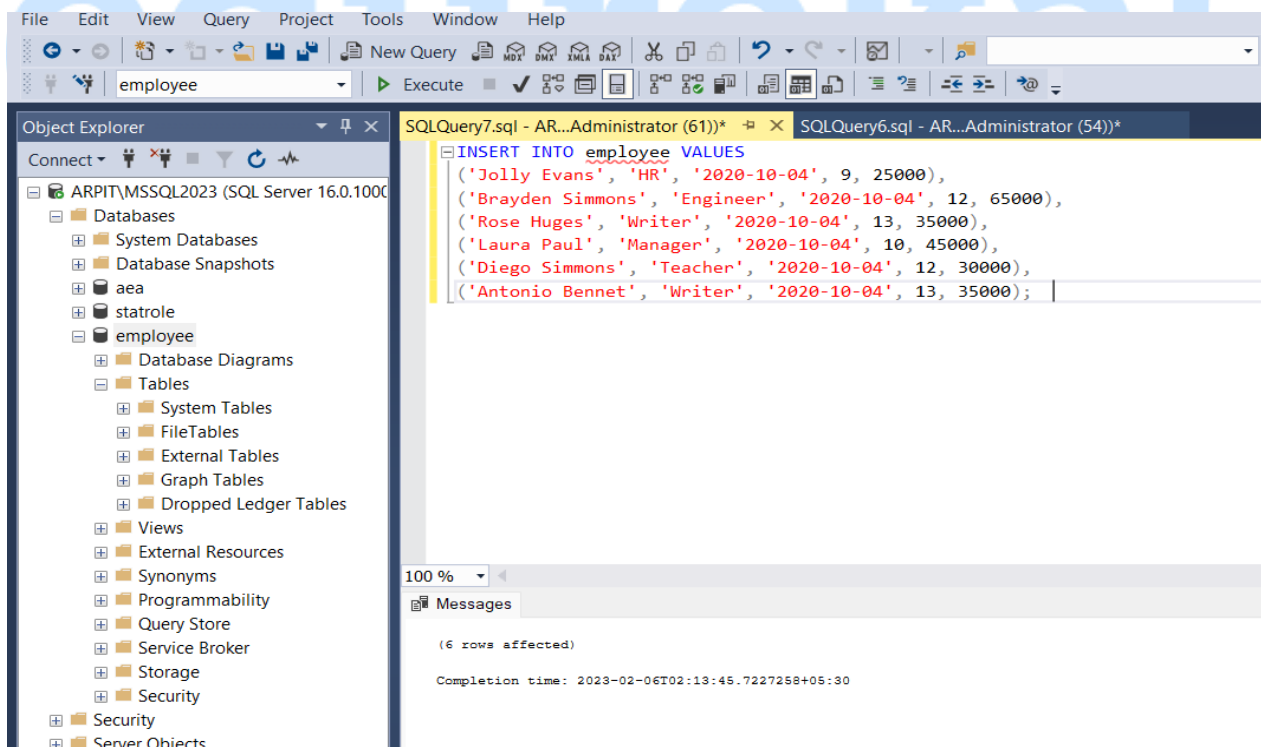 File Edit View Query Project Tools Window Help
New Query MDX DMX XMLA DAX
employee Execute
Object Explorer
Connect
ARPIT\MSSQL2023 (SQL Server 16.0.1000
Databases
System Databases
Database Snapshots
aea
statrole
employee
Database Diagrams
Tables
System Tables
FileTables
External Tables
Graph Tables
Dropped Ledger Tables
Views
External Resources
Synonyms
Programmability
Query Store
Service Broker
Storage
Security
Security
Server Objects
SQLQuery7.sql - AR...Administrator (61))* SQLQuery6.sql - AR...Administrator (54))*
INSERT INTO employee VALUES
('Jolly Evans', 'HR', '2020-10-04', 9, 25000),
('Brayden Simmons', 'Engineer', '2020-10-04', 12, 65000),
('Rose Huges', 'Writer', '2020-10-04', 13, 35000),
('Laura Paul', 'Manager', '2020-10-04', 10, 45000),
('Diego Simmons', 'Teacher', '2020-10-04', 12, 30000),
('Antonio Bennet', 'Writer', '2020-10-04', 13, 35000);
100 %
Messages
(6 rows affected)
Completion time: 2023-02-06T02:13:45.7227258+05:30